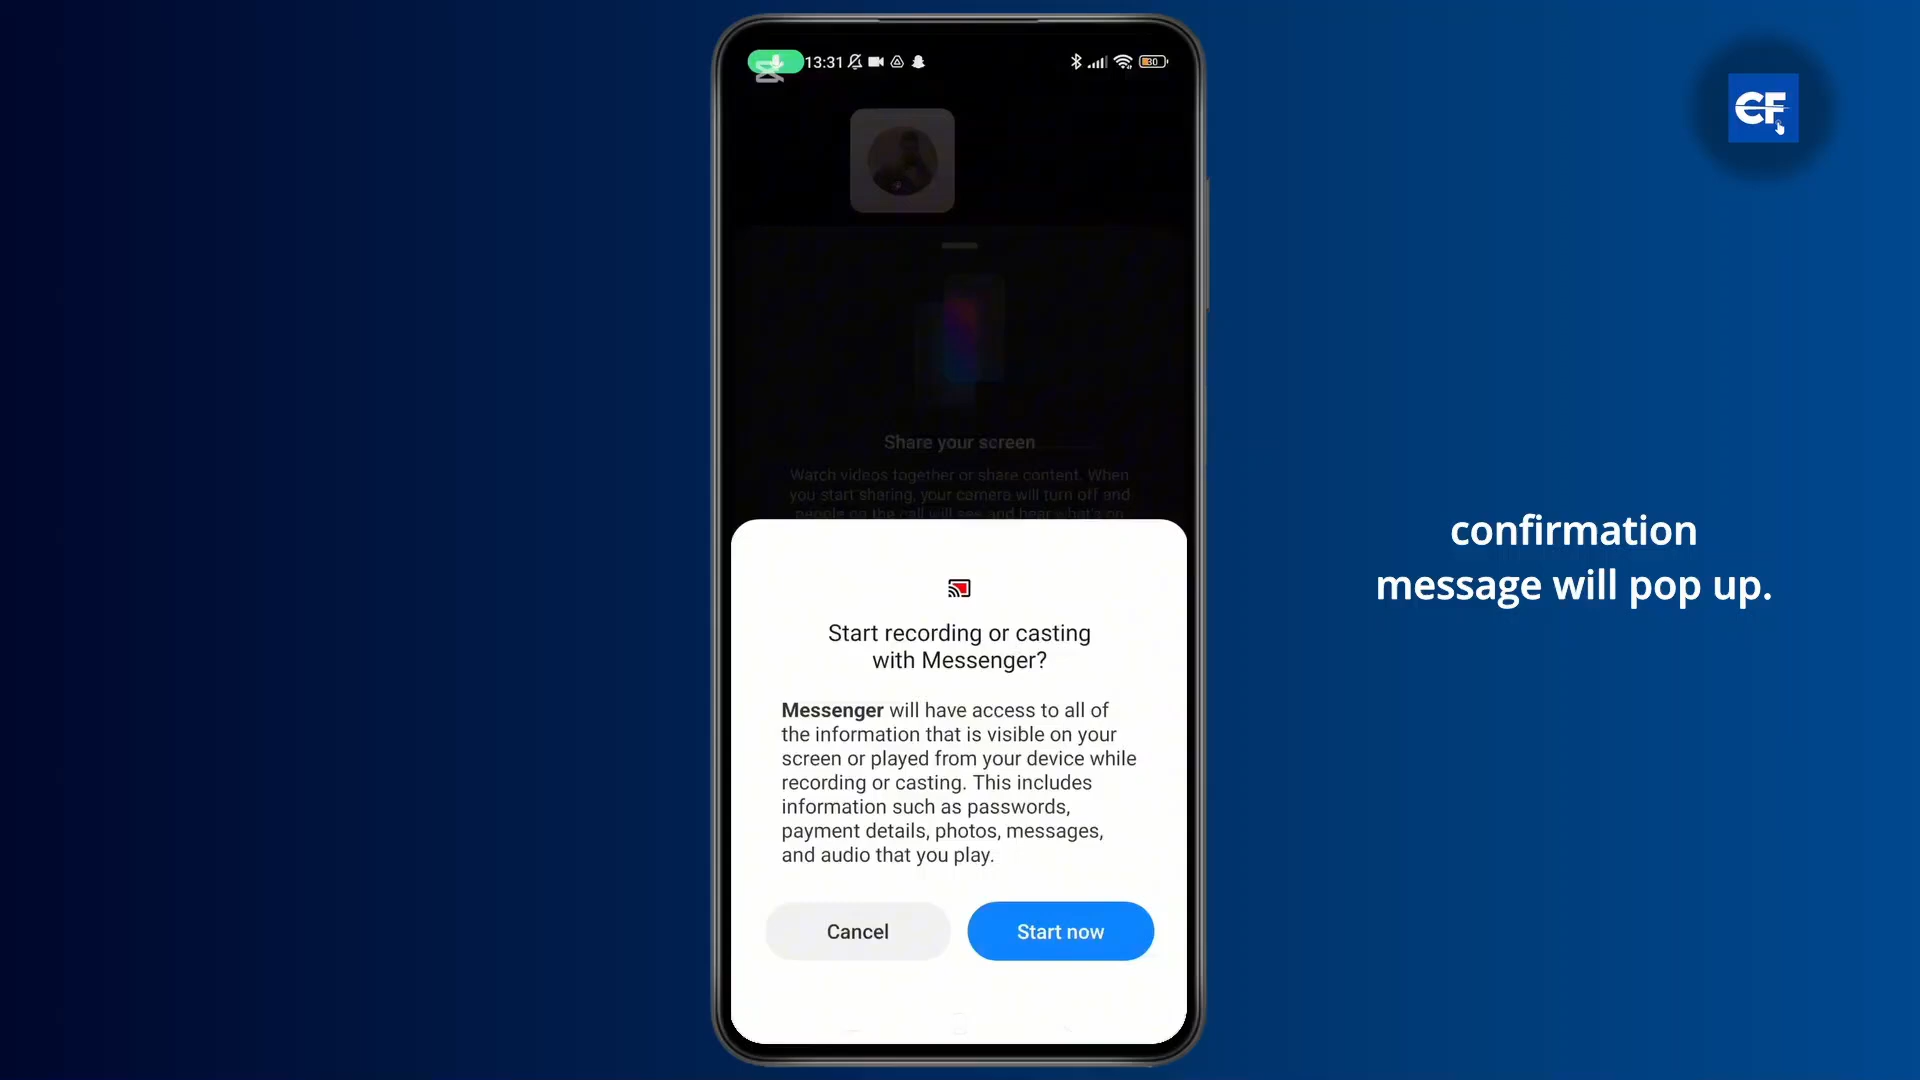 13:31
30
CF
Share your screen
Watch videos together or share content. When
you start sharing, your camera will turn off and
people on the call will see and hear what's on
Start recording or casting
with Messenger?
Messenger will have access to all of
the information that is visible on your
screen or played from your device while
recording or casting. This includes
information such as passwords,
payment details, photos, messages,
and audio that you play.
Cancel
Start now
confirmation
message will pop up.